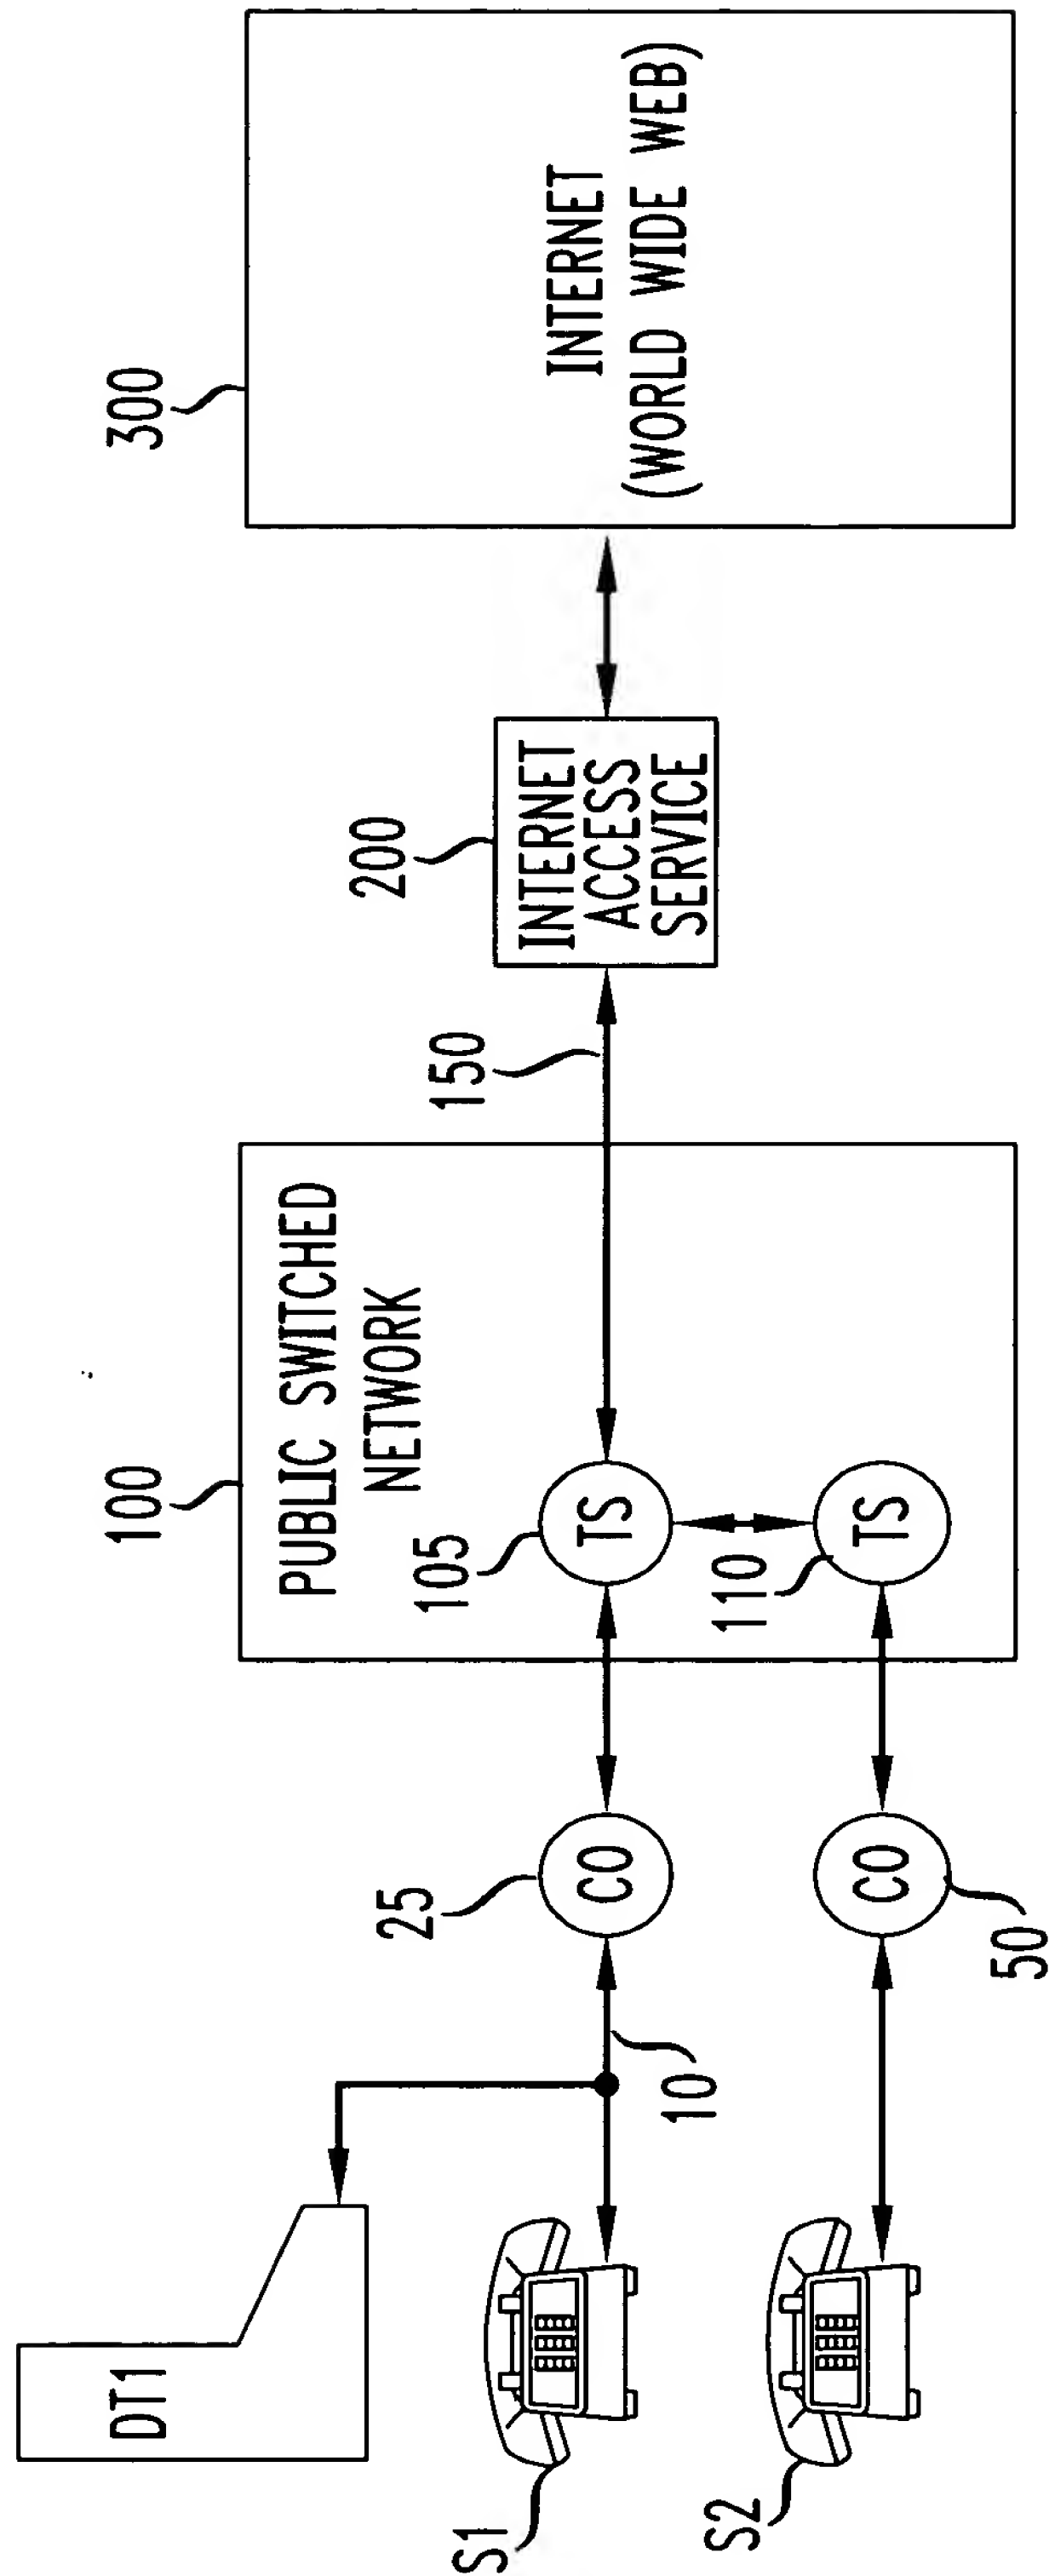 DT1
S1
S2
10
25
CO
CO
50
100
PUBLIC SWITCHED
NETWORK
105
TS
110
TS
150
200
INTERNET
ACCESS
SERVICE
300
INTERNET
(WORLD WIDE WEB)